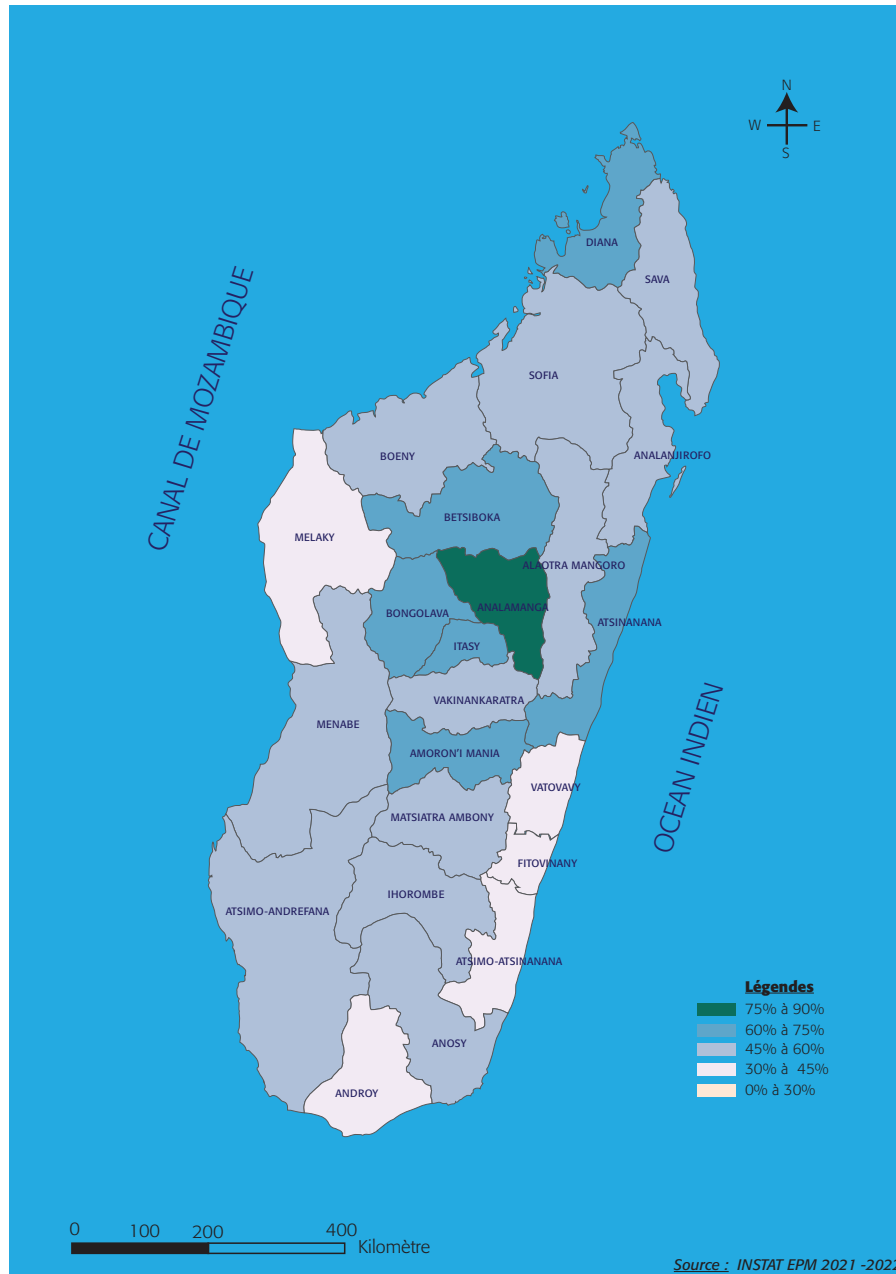 N
W E
S
DIANA
SAVA
CANAL DE MOZAMBIQUE
SOFIA
BOENY
ANALANJIROFO
BETSIBOKA
MELAKY
ALAOTRA MANGORO
ANALAMANGA
BONGOLAVA
ATSINANANA
ITASY
VAKINANKARATRA
MENABE
OCEAN INDIEN
AMORON'I MANIA
VATOVAVY
MATSIATRA AMBONY
FITOVINANY
IHOROMBE
ATSIMO-ANDREFANA
ATSIMO-ATSINANANA
ANOSY
ANDROY
Légendes
75% à 90%
60% à 75%
45% à 60%
30% à 45%
0% à 30%
0 100 200 400
Kilomètre
Source : INSTAT EPM 2021 -2022